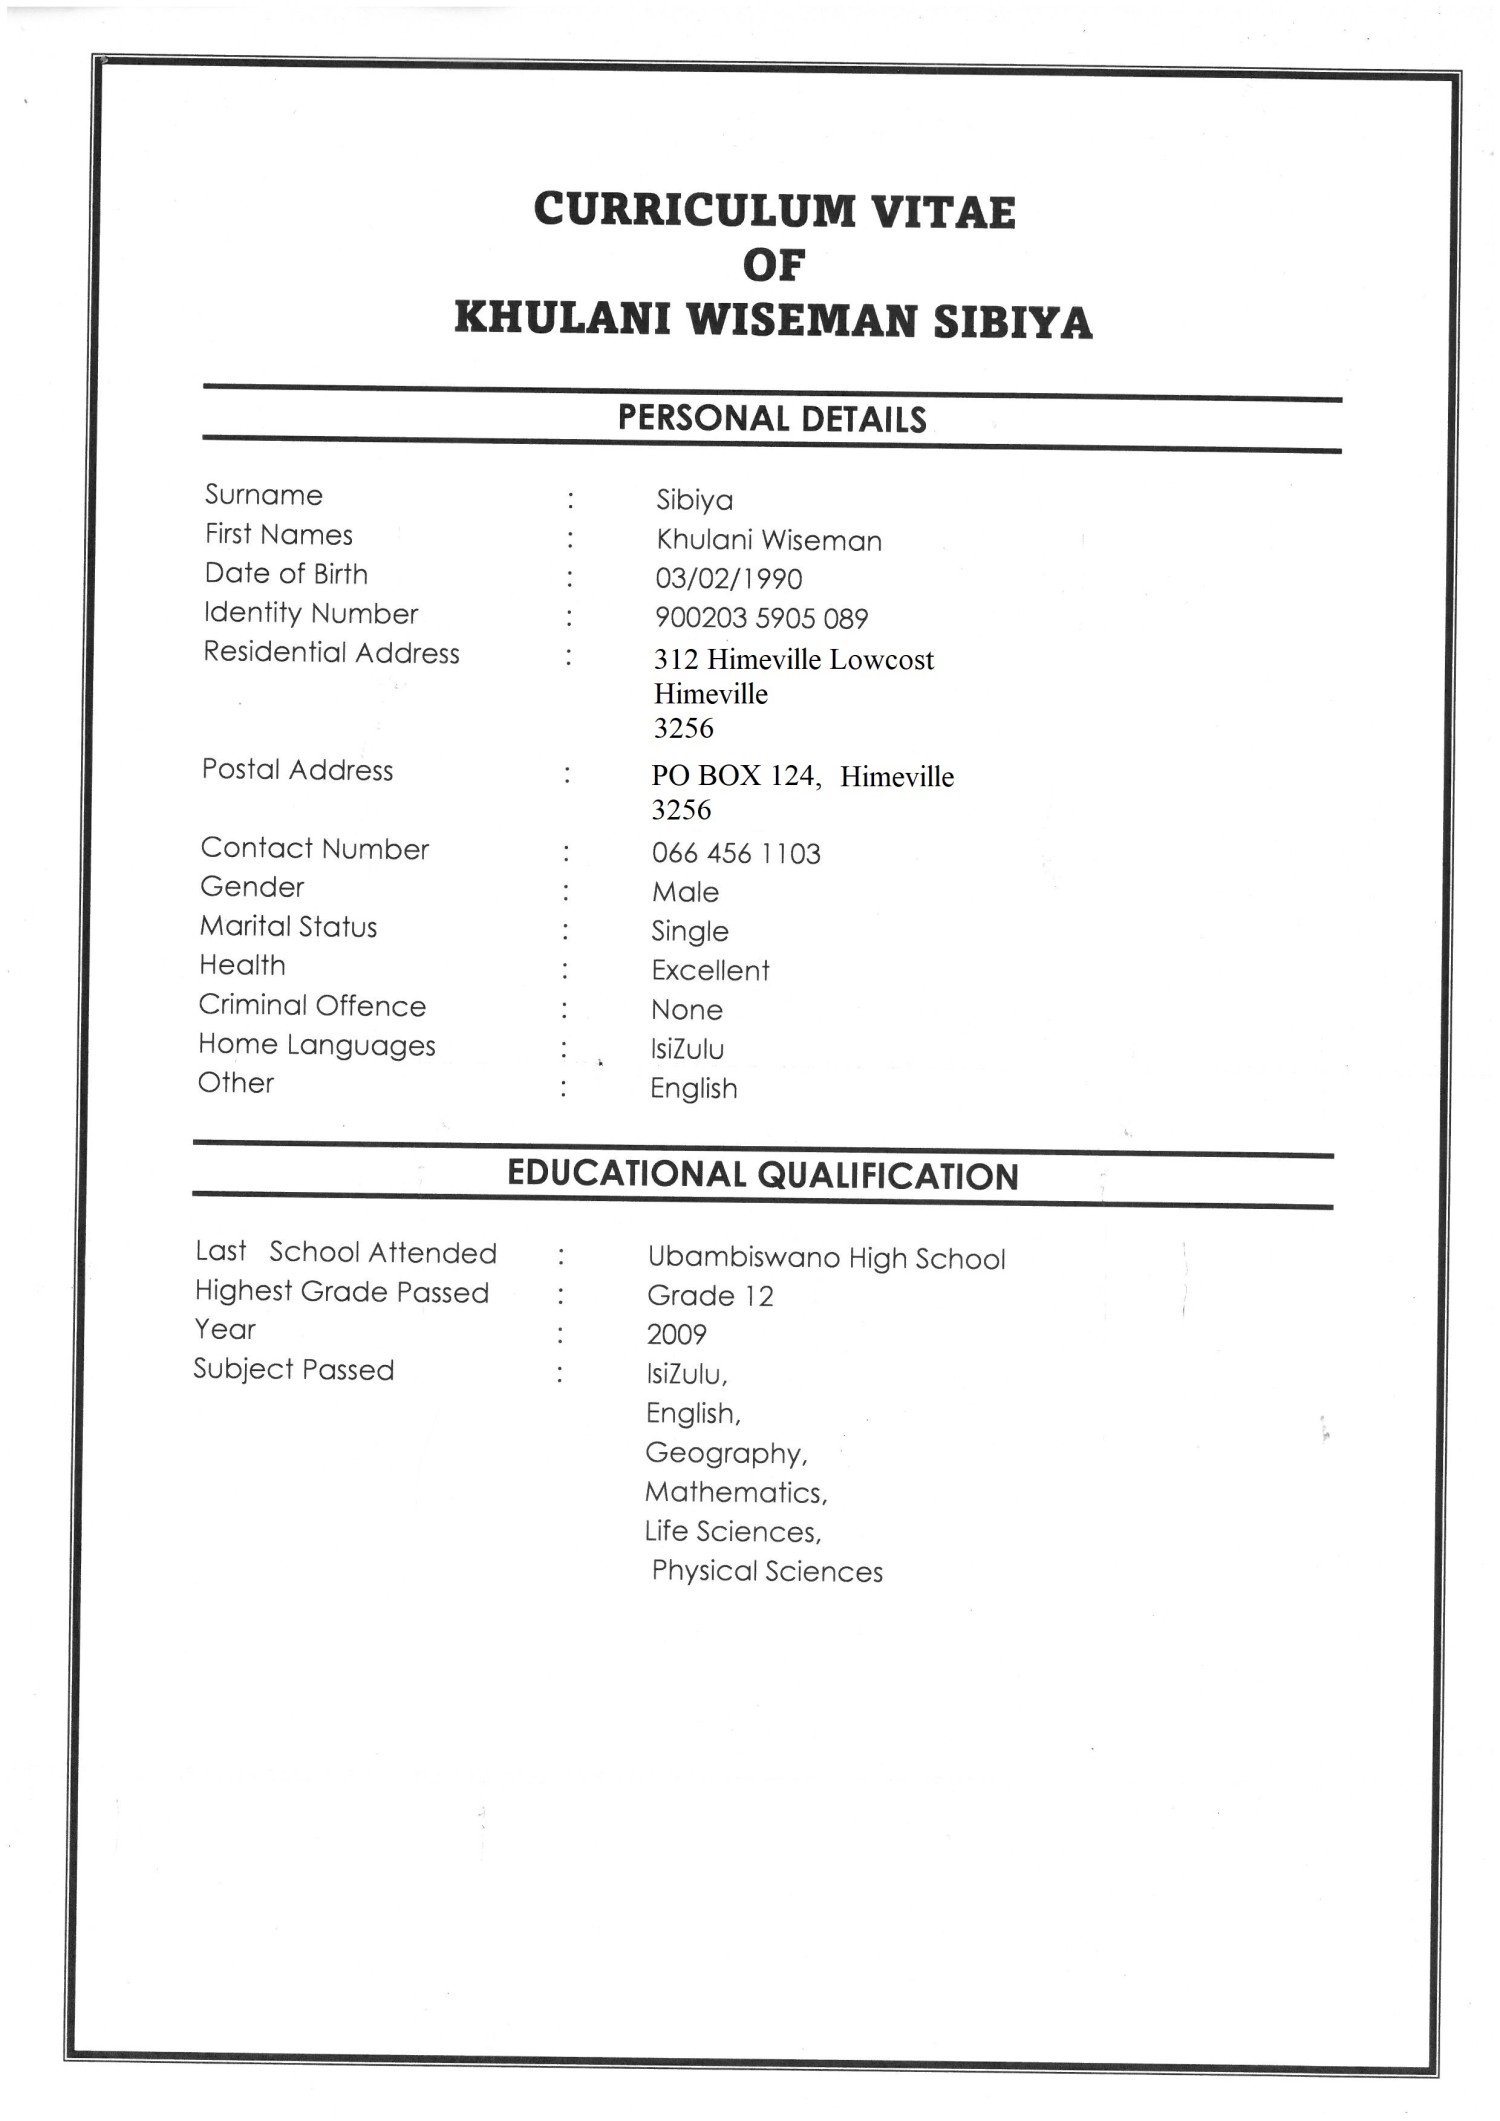 CURRICULUM VITAE
OF
KHULANI WISEMAN SIBIYA
PERSONAL DETAILS
Surname : Sibiya
First Names : Khulani Wiseman
Date of Birth : 03/02/1990
Identity Number : 900203 5905 089
Residential Address : 312 Himeville Lowcost
Himeville
3256
Postal Address : PO BOX 124, Himeville
3256
Contact Number : 066 456 1103
Gender : Male
Marital Status : Single
Health : Excellent
Criminal Offence : None
Home Languages : IsiZulu
Other : English
EDUCATIONAL QUALIFICATION
Last School Attended : Ubambiswano High School
Highest Grade Passed : Grade 12
Year : 2009
Subject Passed : IsiZulu,
English,
Geography,
Mathematics,
Life Sciences,
Physical Sciences